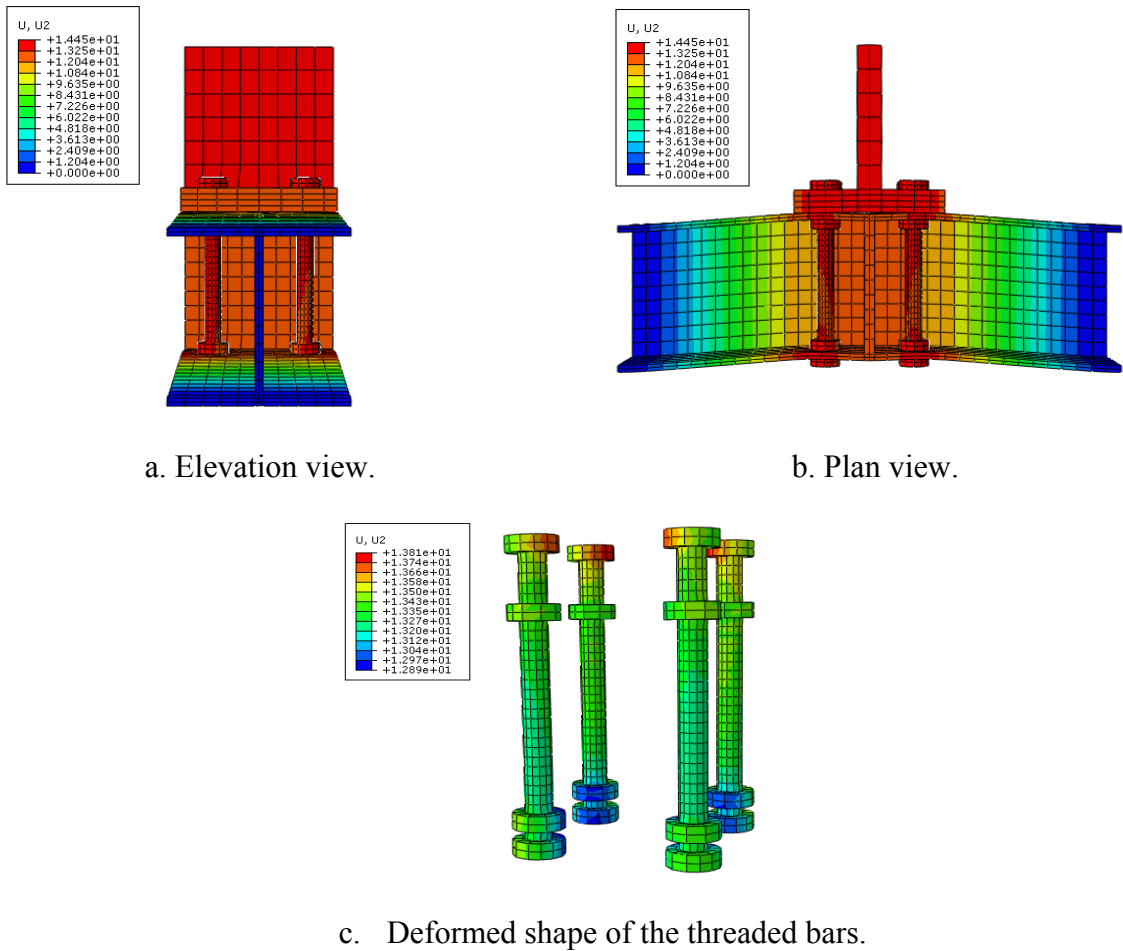 U, U2
+1.445e+01
+1.325e+01
+1.204e+01
+1.084e+01
+9.635e+00
+8.431e+00
+7.226e+00
+6.022e+00
+4.818e+00
+3.613e+00
+2.409e+00
+1.204e+00
+0.000e+00
U, U2
+1.445e+01
+1.325e+01
+1.204e+01
+1.084e+01
+9.635e+00
+8.431e+00
+7.226e+00
+6.022e+00
+4.818e+00
+3.613e+00
+2.409e+00
+1.204e+00
+0.000e+00
a. Elevation view.
b. Plan view.
U, U2
+1.381e+01
+1.374e+01
+1.366e+01
+1.358e+01
+1.350e+01
+1.343e+01
+1.335e+01
+1.327e+01
+1.320e+01
+1.312e+01
+1.304e+01
+1.297e+01
+1.289e+01
c. Deformed shape of the threaded bars.